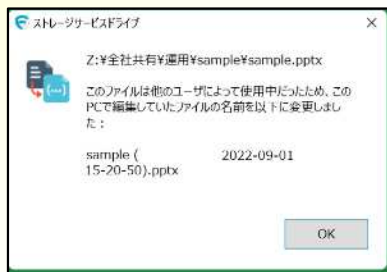 ストレージサービスドライブ
Z:¥全社共有¥運用¥sample¥sample.pptx
このファイルは他のユーザによって使用中だったため、この
PCで編集していたファイルの名前を以下に変更しまし
た：
sample ( 2022-09-01
15-20-50).pptx
OK